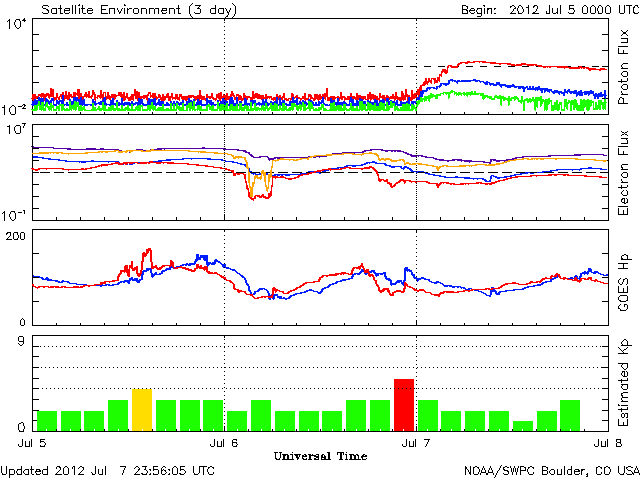 Satellite Environment (3 day) Begin: 2012 Jul 5 0000 UTC
10^4
10^-2
Proton Flux
10^7
10^-1
Electron Flux
200
0
GOES Hp
9
0
Estimated Kp
Jul 5 Jul 6 Jul 7 Jul 8
Universal Time
Updated 2012 Jul 7 23:56:05 UTC NOAA/SWPC Boulder, CO USA